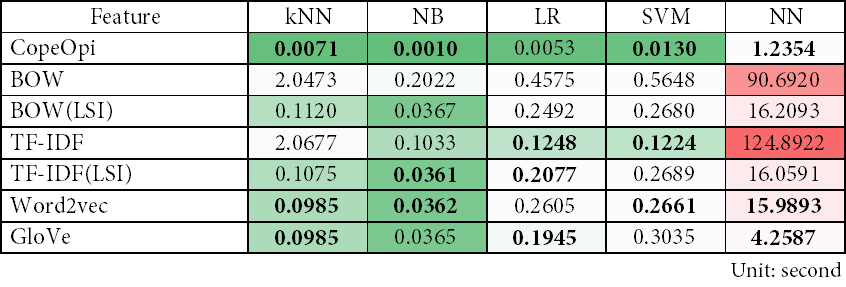 Feature kNN NB LR SVM NN
CopeOpi 0.0071 0.0010 0.0053 0.0130 1.2354
BOW 2.0473 0.2022 0.4575 0.5648 90.6920
BOW(LSI) 0.1120 0.0367 0.2492 0.2680 16.2093
TF-IDF 2.0677 0.1033 0.1248 0.1224 124.8922
TF-IDF(LSI) 0.1075 0.0361 0.2077 0.2689 16.0591
Word2vec 0.0985 0.0362 0.2605 0.2661 15.9893
GloVe 0.0985 0.0365 0.1945 0.3035 4.2587
Unit: second